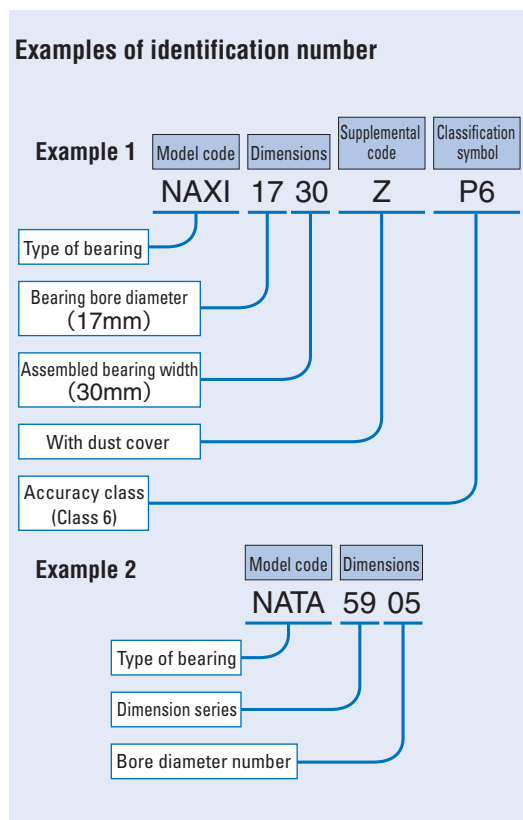 Examples of identification number
Supplemental code
Classification symbol
Example 1
Model code
Dimensions
NAXI 17 30 Z P6
Type of bearing
Bearing bore diameter
(17mm)
Assembled bearing width
(30mm)
With dust cover
Accuracy class
(Class 6)
Example 2
Model code
Dimensions
NATA 59 05
Type of bearing
Dimension series
Bore diameter number